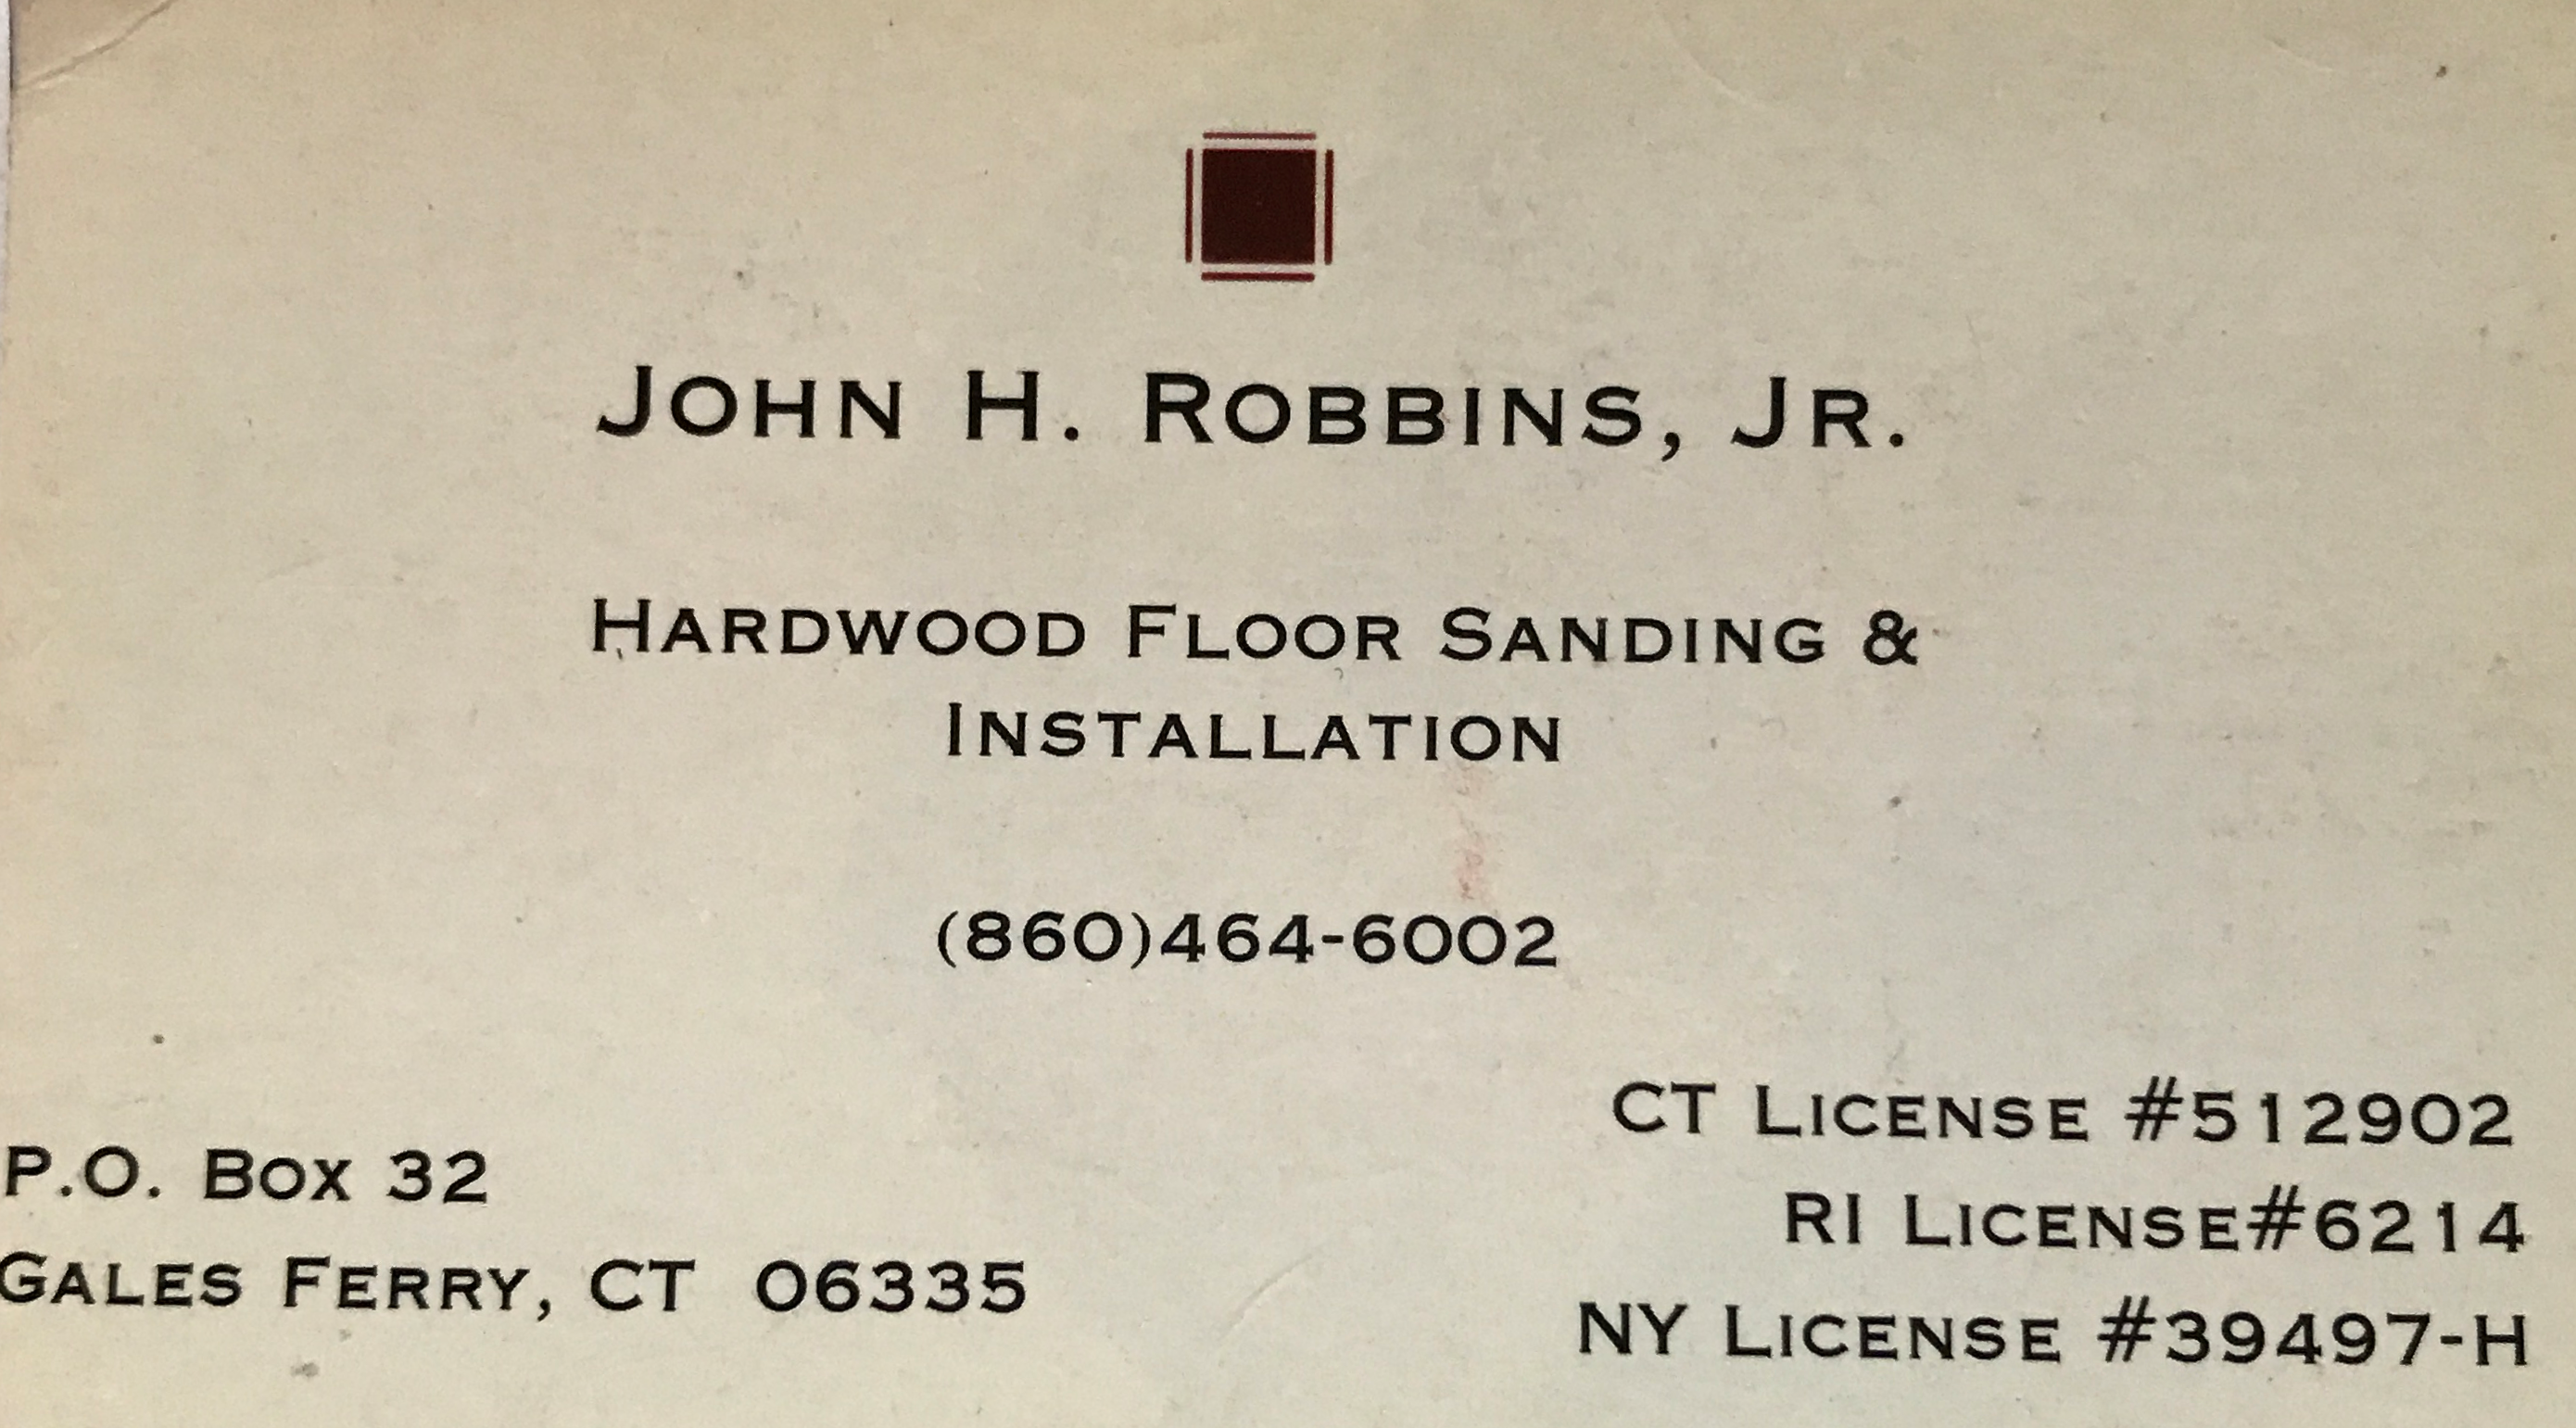 John H. Robbins, Jr.
Hardwood Floor Sanding &
Installation
(860)464-6002
P.O. Box 32
Gales Ferry, CT 06335
CT License #512902
RI License#6214
NY License #39497-H